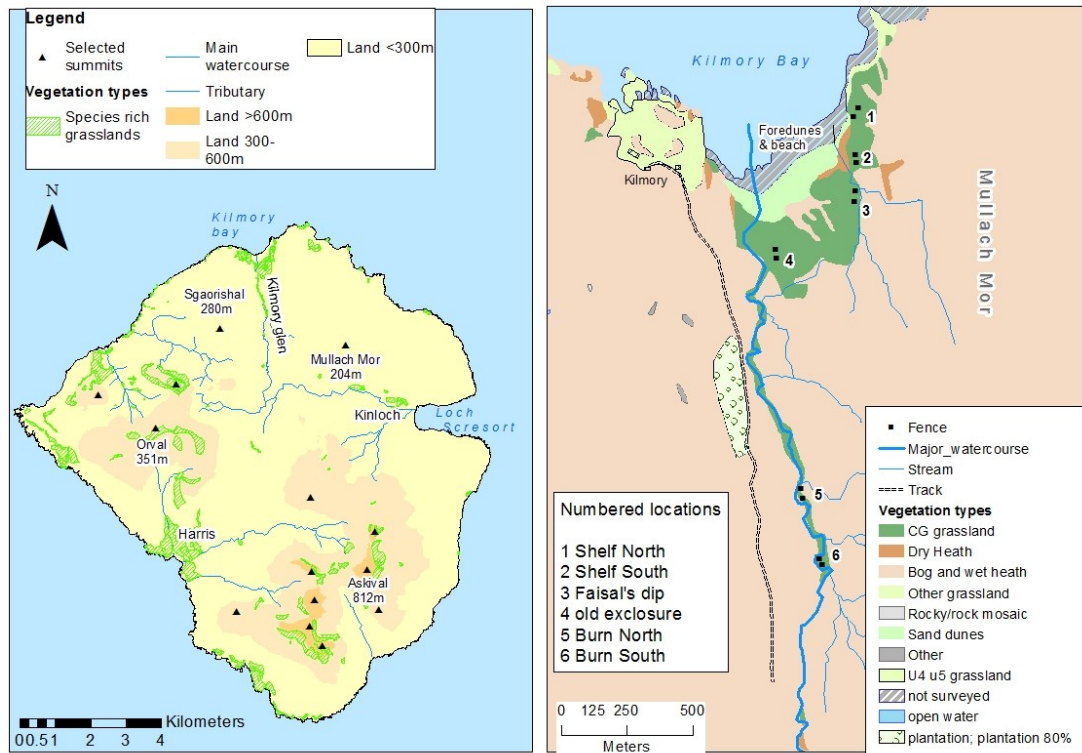 Legend
Selected
summits
Main
watercourse
Land <300m
Vegetation types
Tributary
Species rich
grasslands
Land >600m
Land 300-
600m
N
Kilmory
bay
Sgaorishal
280m
Kilmory glen
Mullach Mor
204m
Kinloch
Loch
Scresort
Orval
351m
Harris
Askival
812m
Kilometers
00.51 2 3 4
Kilmory Bay
Foredunes
& beach
Kilmory
1
2
3
4
5
6
Mullach Mor
Numbered locations
1 Shelf North
2 Shelf South
3 Faisal's dip
4 old exclosure
5 Burn North
6 Burn South
0 125 250 500
Meters
Fence
Major_watercourse
Stream
Track
Vegetation types
CG grassland
Dry Heath
Bog and wet heath
Other grassland
Rocky/rock mosaic
Sand dunes
Other
U4 u5 grassland
not surveyed
open water
plantation; plantation 80%